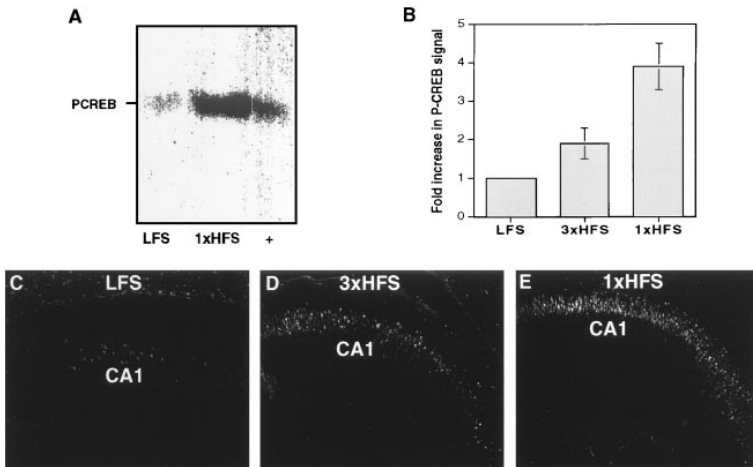 A
PCREB
LFS 1xHFS +
B
Fold increase in P-CREB signal
5
4
3
2
1
0
LFS 3xHFS 1xHFS
C LFS
CA1
D 3xHFS
CA1
E 1xHFS
CA1